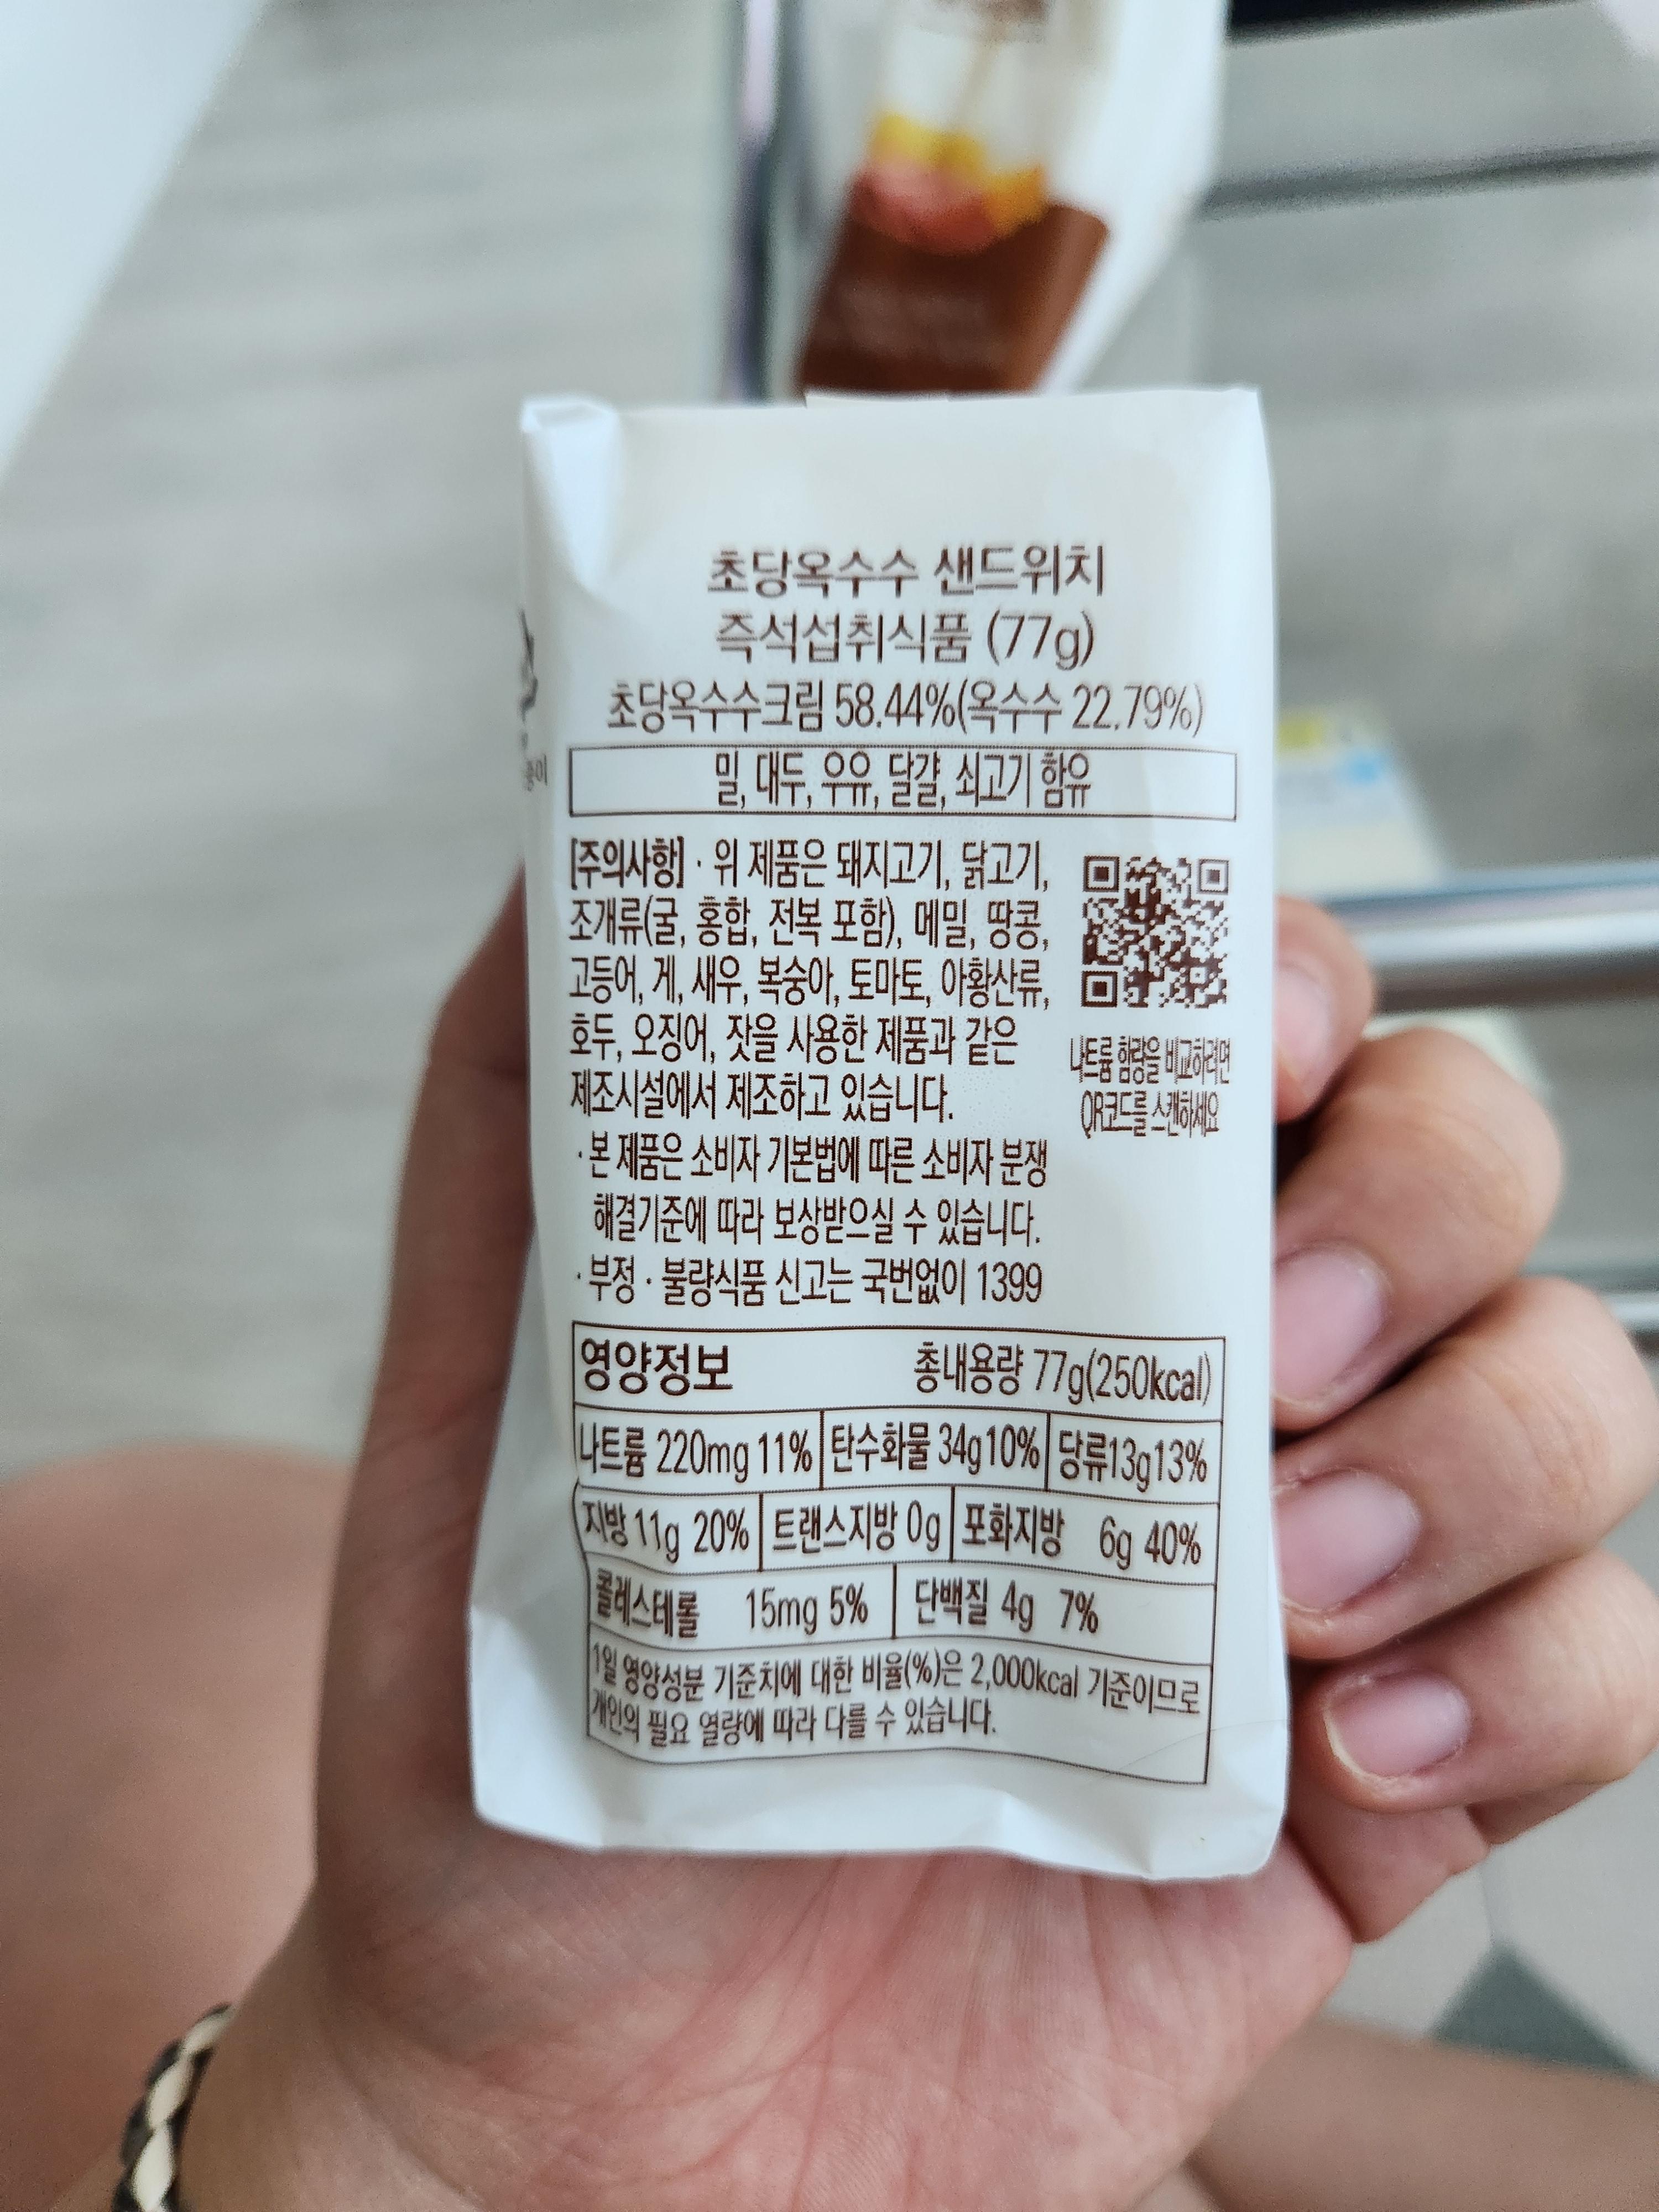 초당옥수수 샌드위치
즉석섭취식품 (77g)
초당옥수수크림 58.44%(옥수수 22.79%)
밀, 대두, 우유, 달걀, 쇠고기 함유
[주의사항] · 위 제품은 돼지고기, 닭고기,
조개류(굴, 홍합, 전복 포함), 메밀, 땅콩,
고등어, 게, 새우, 복숭아, 토마토, 아황산류,
호두, 오징어, 잣을 사용한 제품과 같은
제조시설에서 제조하고 있습니다.
나트륨 함량을 비교하려면
QR코드를 스캔하세요
· 본 제품은 소비자 기본법에 따른 소비자 분쟁
해결기준에 따라 보상받으실 수 있습니다.
· 부정 · 불량식품 신고는 국번없이 1399
영양정보 총내용량 77g(250kcal)
나트륨 220mg 11% 탄수화물 34g10% 당류13g13%
지방 11g 20% 트랜스지방 0g 포화지방 6g 40%
콜레스테롤 15mg 5% 단백질 4g 7%
1일 영양성분 기준치에 대한 비율(%)은 2,000kcal 기준이므로
개인의 필요 열량에 따라 다를 수 있습니다.